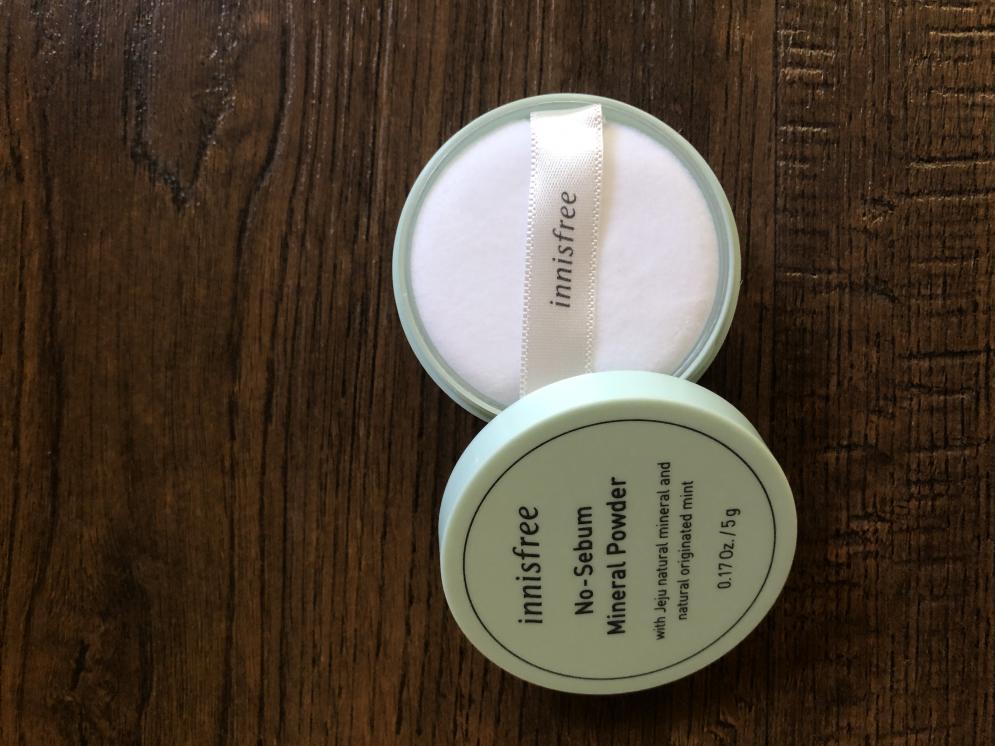 innisfree
innisfree
No-Sebum
Mineral Powder
with Jeju natural mineral and
natural originated mint
0.17 Oz. / 5 g